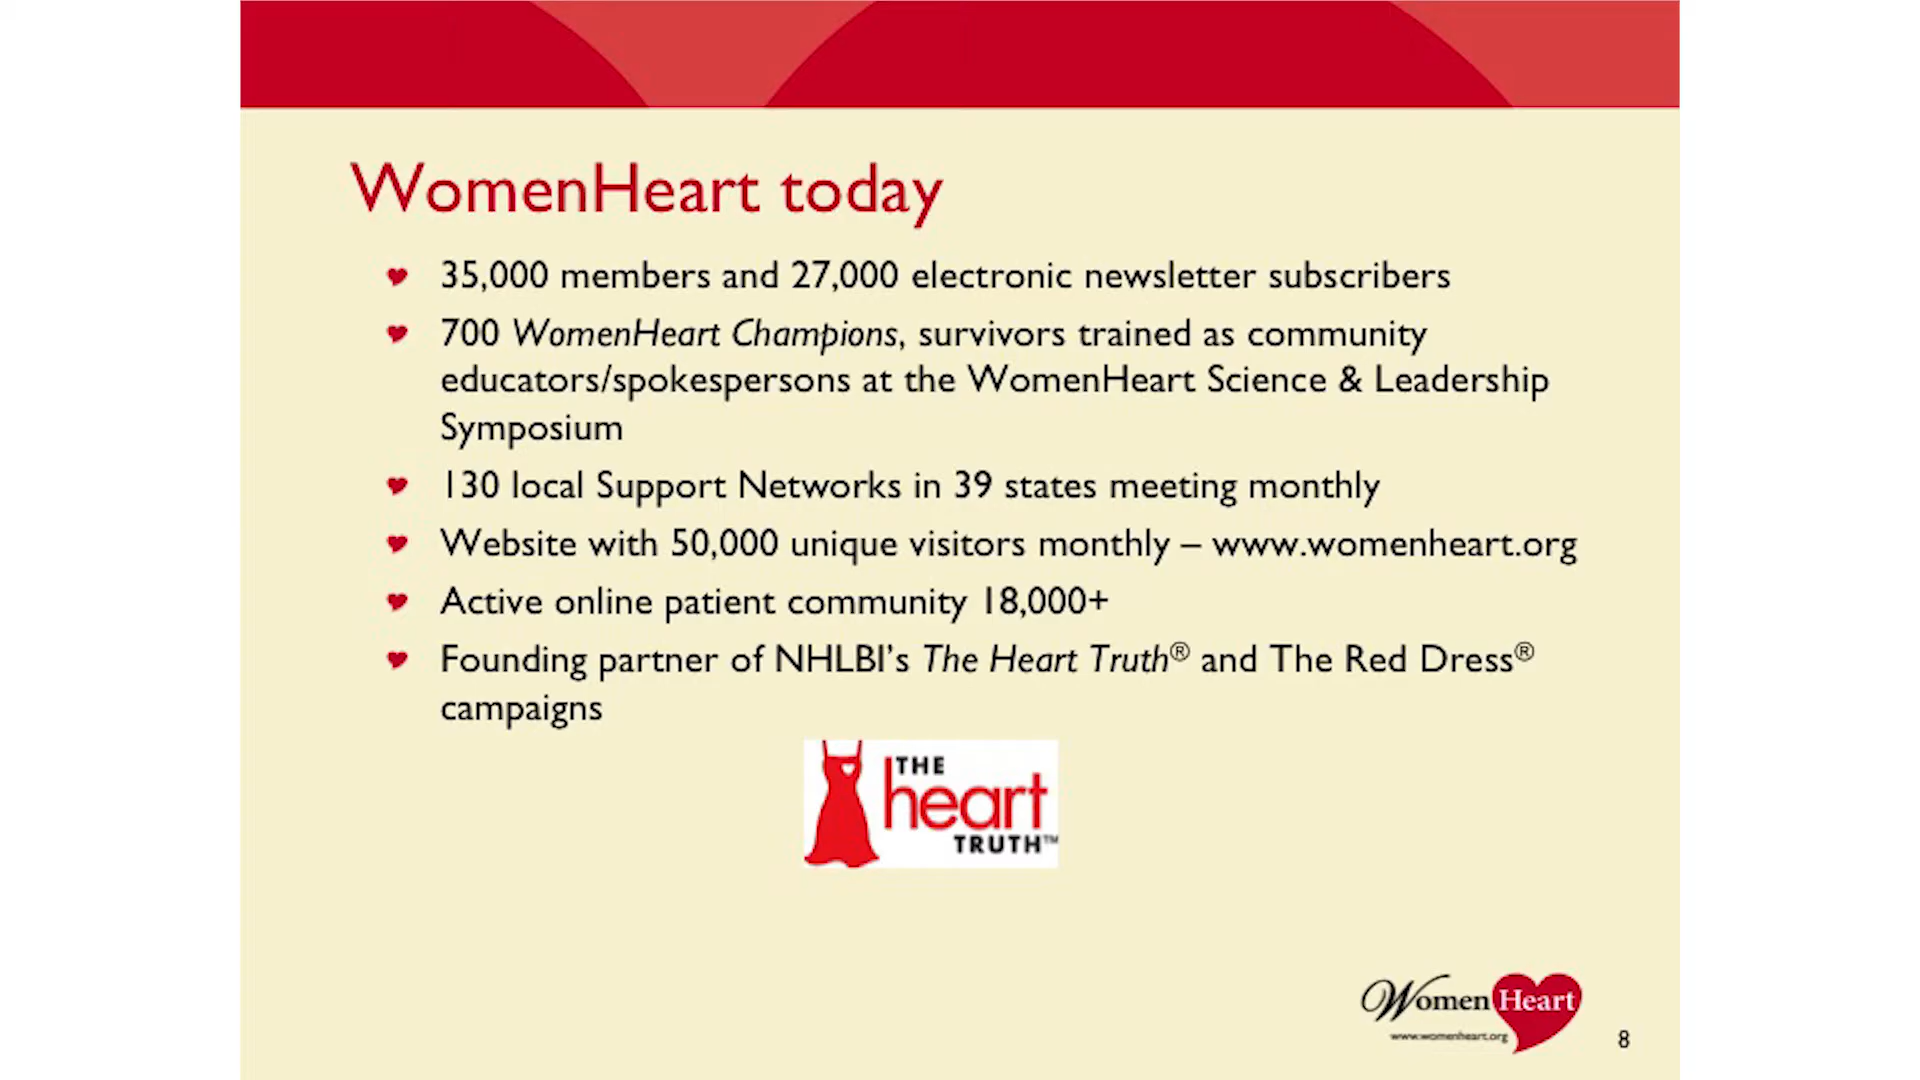 WomenHeart today
35,000 members and 27,000 electronic newsletter subscribers
700 WomenHeart Champions, survivors trained as community
educators/spokespersons at the WomenHeart Science & Leadership
Symposium
130 local Support Networks in 39 states meeting monthly
Website with 50,000 unique visitors monthly – www.womenheart.org
Active online patient community 18,000+
Founding partner of NHLBI's The Heart Truth® and The Red Dress®
campaigns
THE
heart
TRUTH™
Women Heart
www.womenheart.org
8